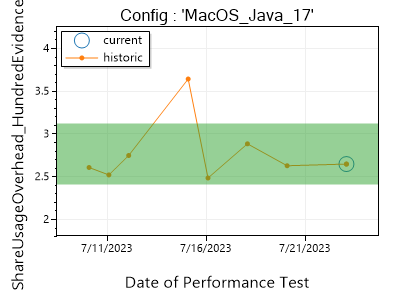 Config : 'MacOS_Java_17'
ShareUsageOverhead_HundredEvidence
current
historic
4
3.5
3
2.5
2
7/11/2023
7/16/2023
7/21/2023
Date of Performance Test